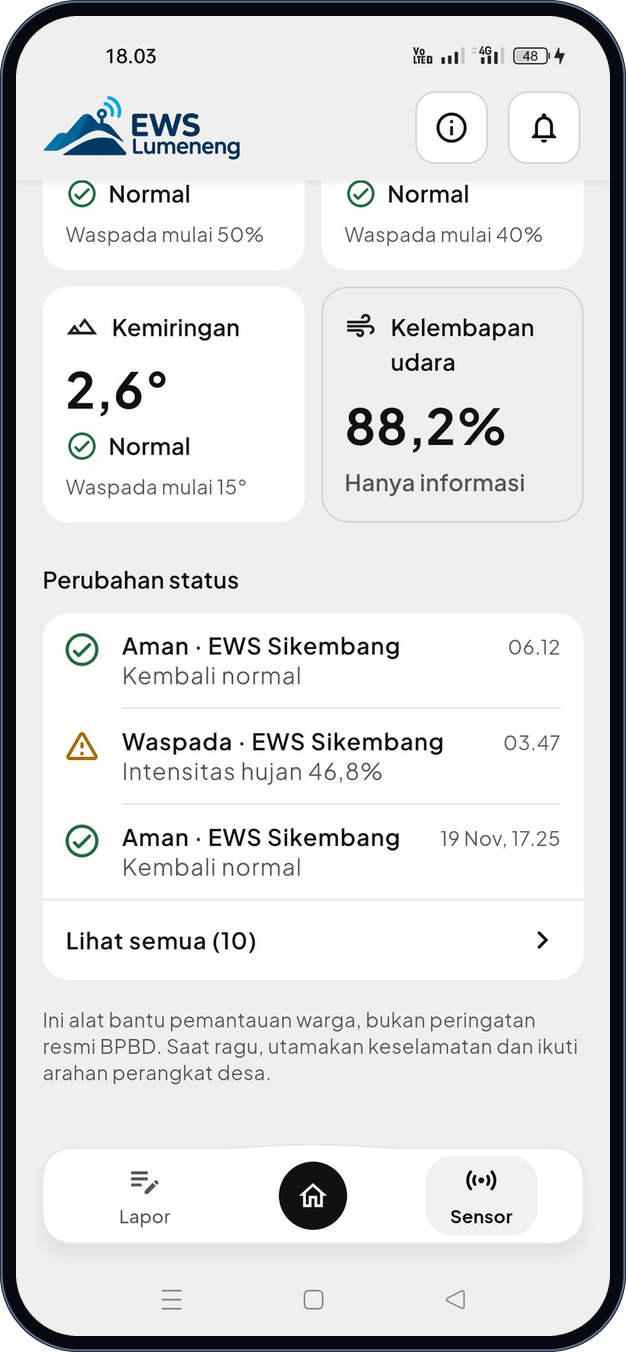 18.03
Vo LTED 4G 48
EWS
Lumeneng
Normal
Waspada mulai 50%
Normal
Waspada mulai 40%
Kemiringan
2,6°
Normal
Waspada mulai 15°
Kelembapan
udara
88,2%
Hanya informasi
Perubahan status
Aman · EWS Sikembang 06.12
Kembali normal
Waspada · EWS Sikembang 03.47
Intensitas hujan 46,8%
Aman · EWS Sikembang 19 Nov, 17.25
Kembali normal
Lihat semua (10)
Ini alat bantu pemantauan warga, bukan peringatan
resmi BPBD. Saat ragu, utamakan keselamatan dan ikuti
arahan perangkat desa.
Lapor
Sensor